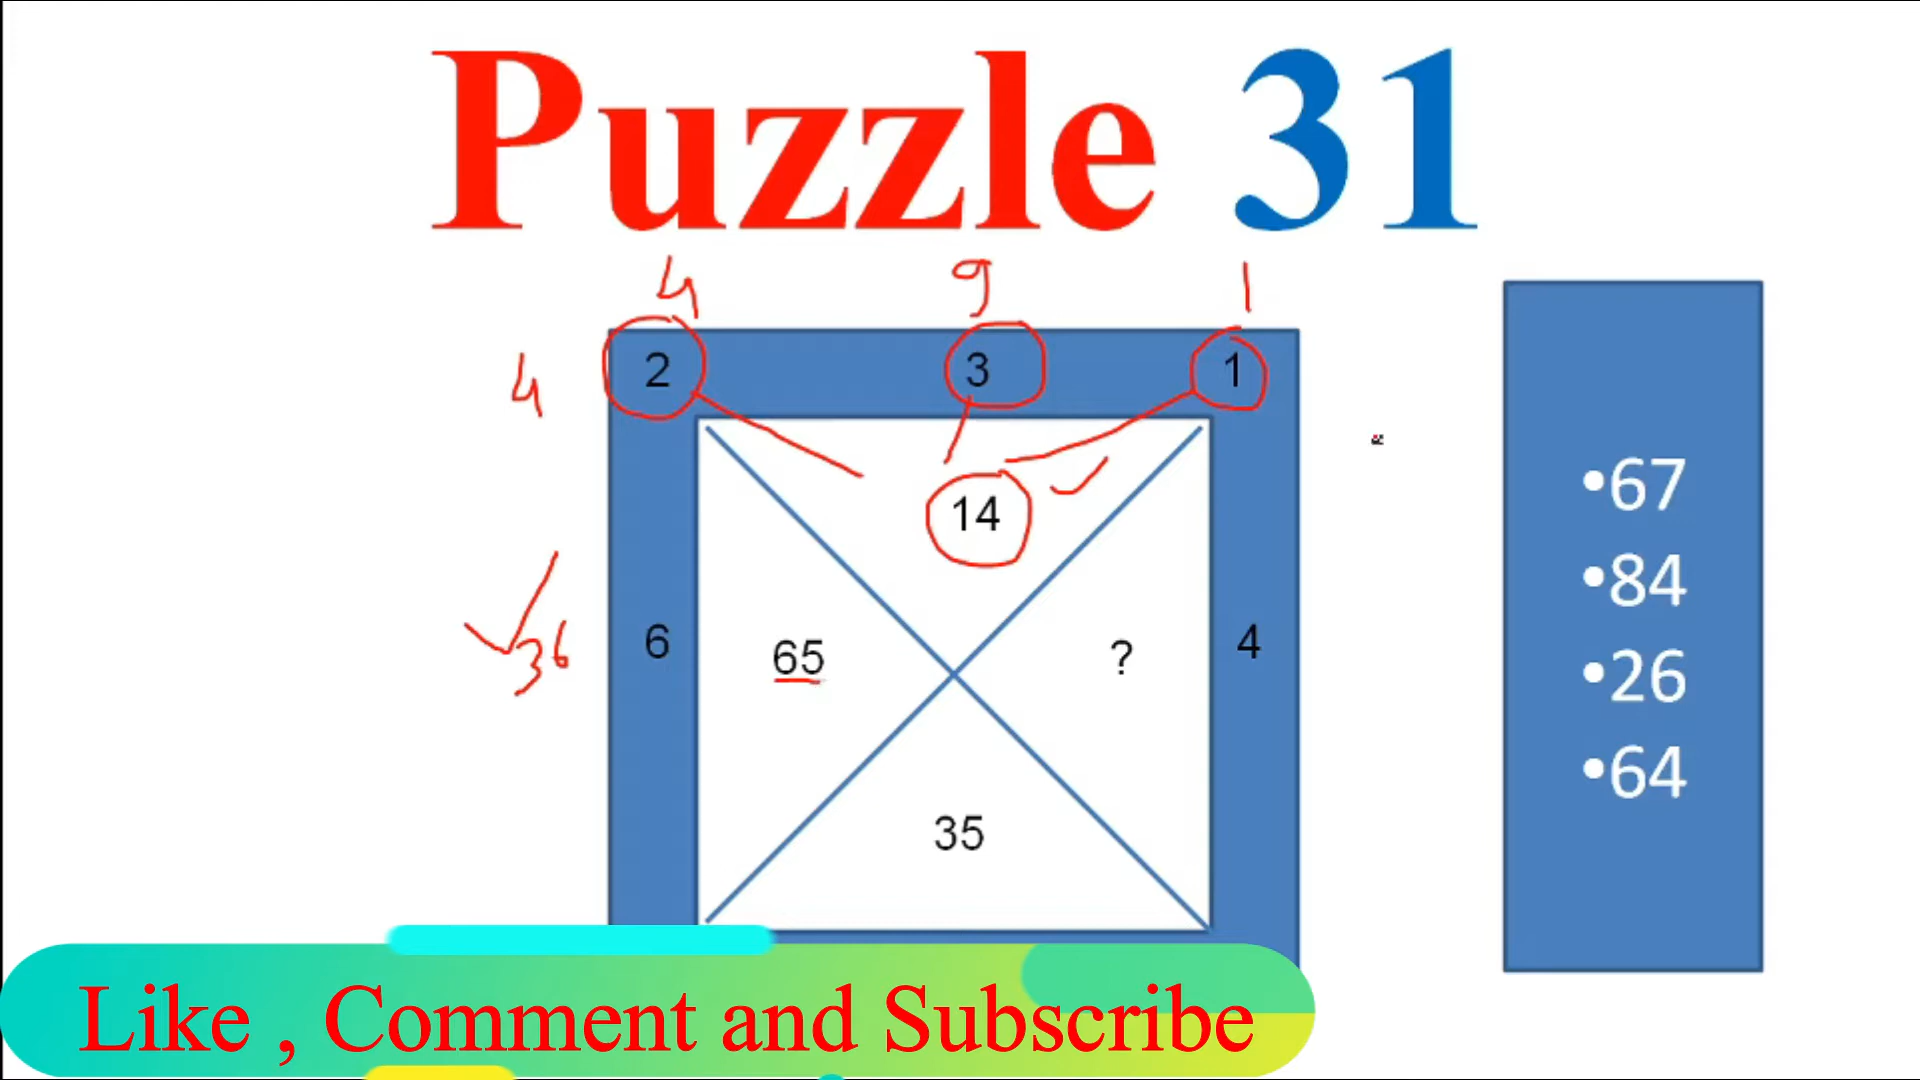 Puzzle 31
4 9 1
4 2 3 1
14
•67
•84
36 6 65 ? 4
•26
•64
35
Like , Comment and Subscribe